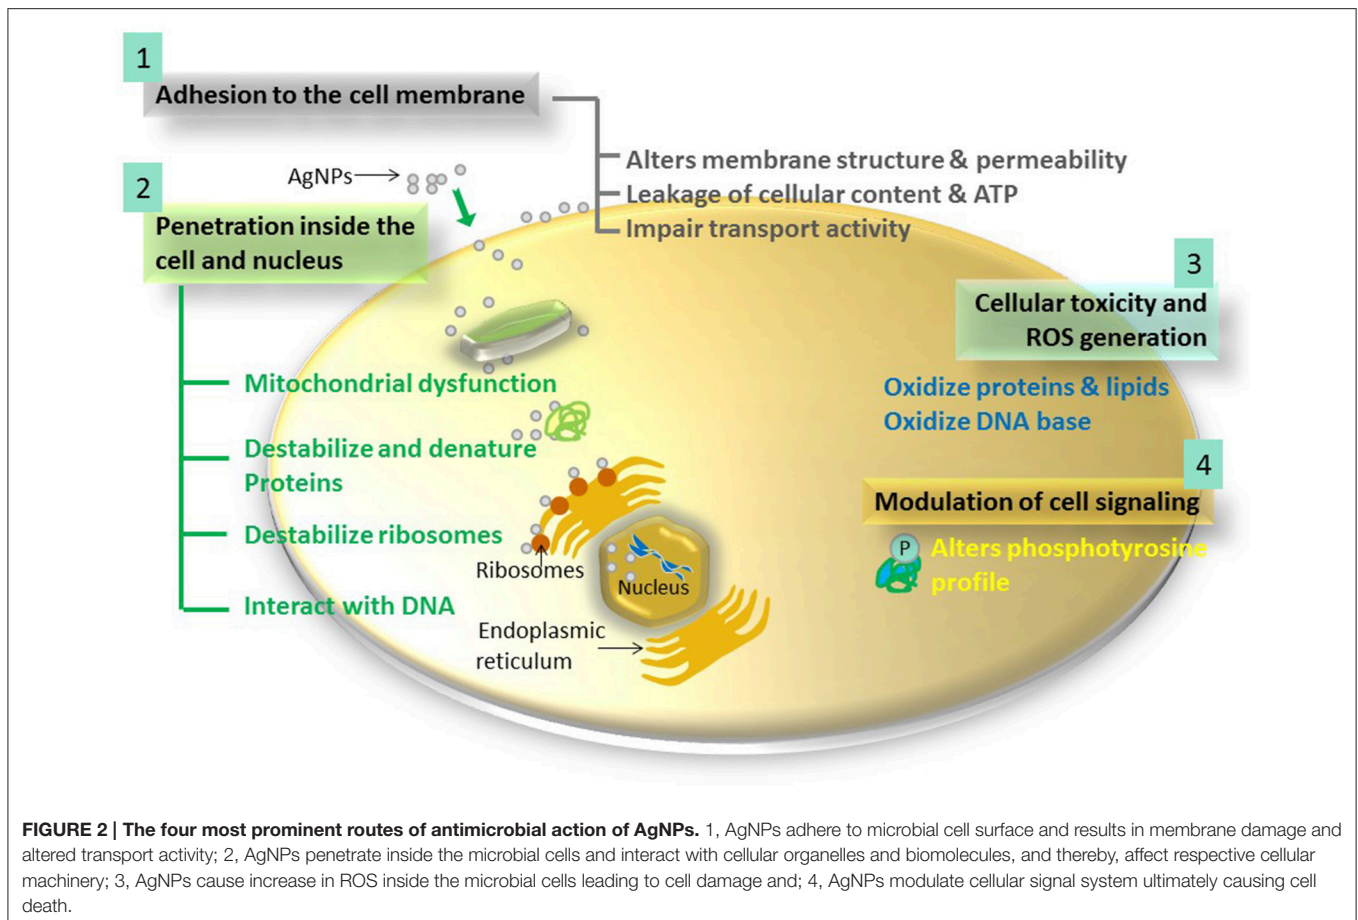 1
Adhesion to the cell membrane
Alters membrane structure & permeability
Leakage of cellular content & ATP
Impair transport activity
AgNPs
2
Penetration inside the
cell and nucleus
Mitochondrial dysfunction
Destabilize and denature
Proteins
Destabilize ribosomes
Interact with DNA
Ribosomes
Nucleus
Endoplasmic
reticulum
3
Cellular toxicity and
ROS generation
Oxidize proteins & lipids
Oxidize DNA base
4
Modulation of cell signaling
P
Alters phosphotyrosine
profile
FIGURE 2 | The four most prominent routes of antimicrobial action of AgNPs. 1, AgNPs adhere to microbial cell surface and results in membrane damage and
altered transport activity; 2, AgNPs penetrate inside the microbial cells and interact with cellular organelles and biomolecules, and thereby, affect respective cellular
machinery; 3, AgNPs cause increase in ROS inside the microbial cells leading to cell damage and; 4, AgNPs modulate cellular signal system ultimately causing cell
death.